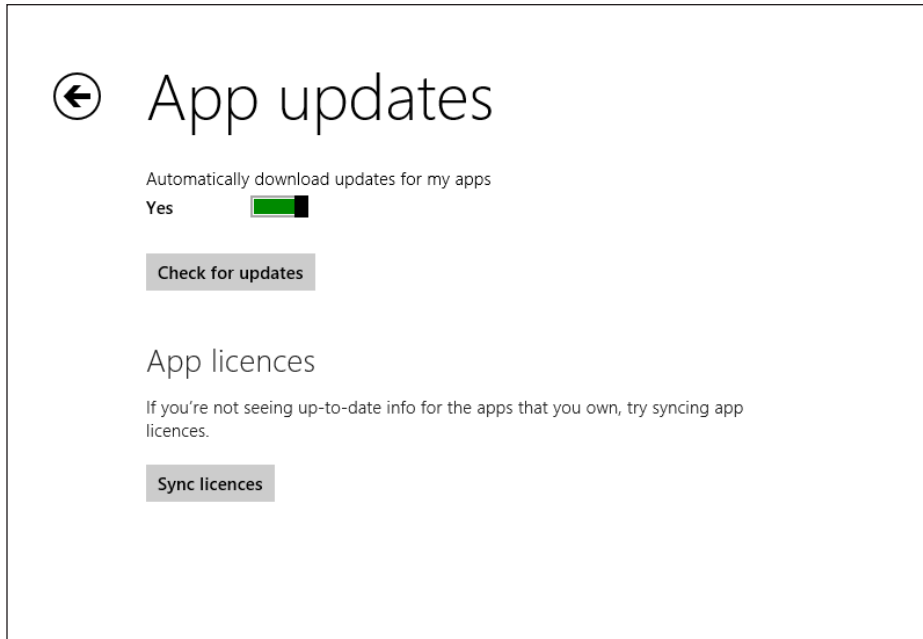 App updates
Automatically download updates for my apps
Yes
Check for updates
App licences
If you’re not seeing up-to-date info for the apps that you own, try syncing app
licences.
Sync licences